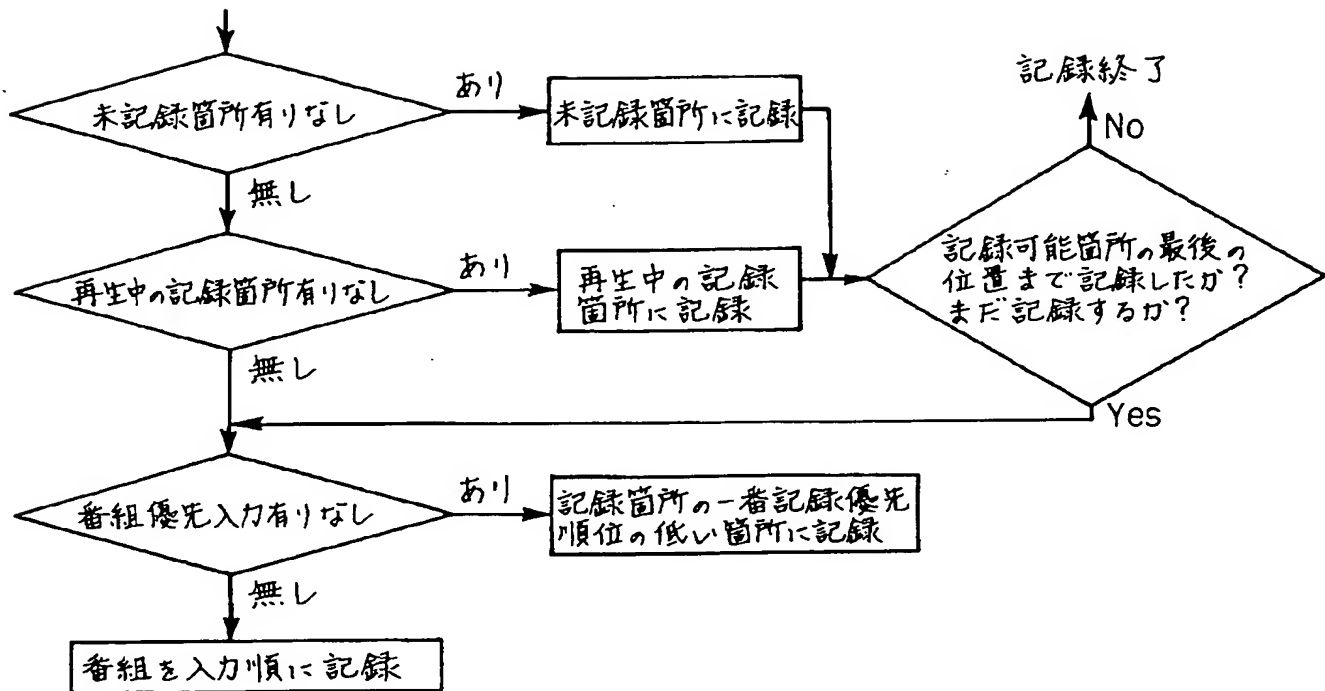 未記録箇所有りなし
あり
未記録箇所に記録
記録終了
No
無し
再生中の記録箇所有りなし
あり
再生中の記録
箇所に記録
記録可能箇所の最後の
位置まで記録したか？
まだ記録するか？
無し
Yes
番組優先入力有りなし
あり
記録箇所の一番記録優先
順位の低い箇所に記録
無し
番組を入力順に記録